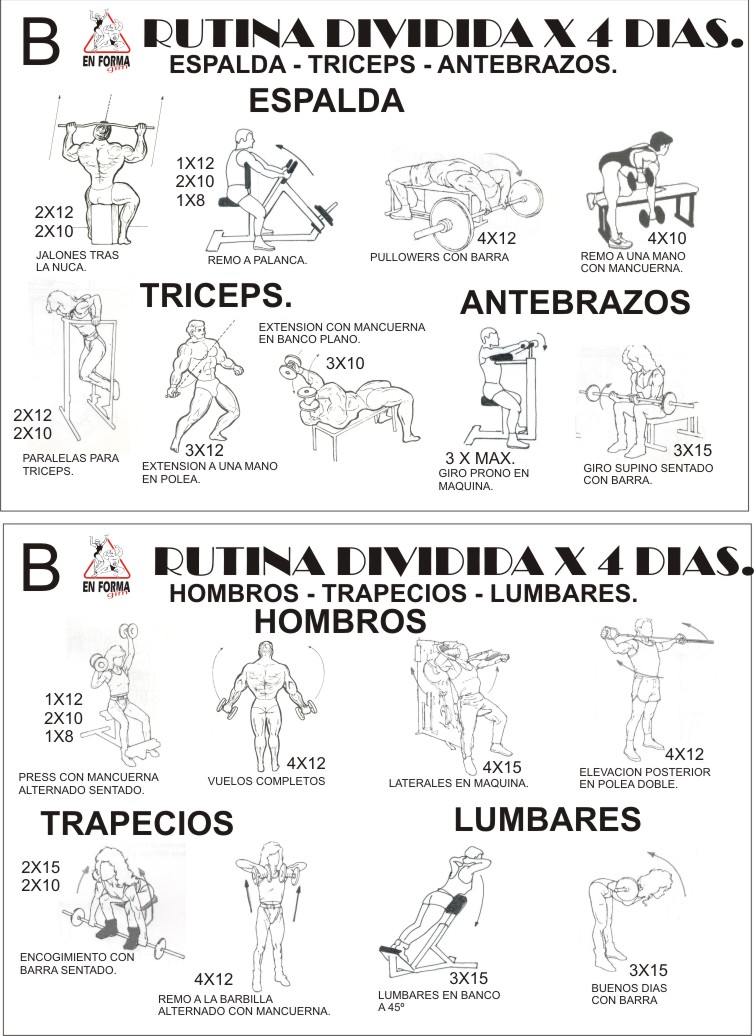 B
EN FORMA
gim
RUTINA DIVIDIDA X 4 DIAS.
ESPALDA - TRICEPS - ANTEBRAZOS.
ESPALDA
2X12
2X10
JALONES TRAS
LA NUCA.
1X12
2X10
1X8
REMO A PALANCA.
4X12
PULLOWERS CON BARRA
4X10
REMO A UNA MANO
CON MANCUERNA.
TRICEPS.
2X12
2X10
PARALELAS PARA
TRICEPS.
3X12
EXTENSION A UNA MANO
EN POLEA.
EXTENSION CON MANCUERNA
EN BANCO PLANO.
3X10
ANTEBRAZOS
3 X MAX.
GIRO PRONO EN
MAQUINA.
3X15
GIRO SUPINO SENTADO
CON BARRA.
B
EN FORMA
gim
RUTINA DIVIDIDA X 4 DIAS.
HOMBROS - TRAPECIOS - LUMBARES.
HOMBROS
1X12
2X10
1X8
PRESS CON MANCUERNA
ALTERNADO SENTADO.
4X12
VUELOS COMPLETOS
4X15
LATERALES EN MAQUINA.
4X12
ELEVACION POSTERIOR
EN POLEA DOBLE.
TRAPECIOS
2X15
2X10
ENCOGIMIENTO CON
BARRA SENTADO.
4X12
REMO A LA BARBILLA
ALTERNADO CON MANCUERNA.
LUMBARES
3X15
LUMBARES EN BANCO
A 45º
3X15
BUENOS DIAS
CON BARRA